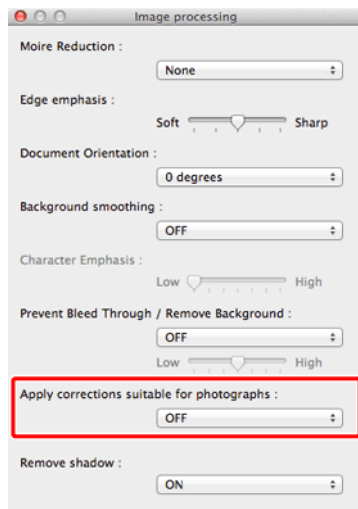 Image processing
Moire Reduction :
None
Edge emphasis :
Soft Sharp
Document Orientation :
0 degrees
Background smoothing :
OFF
Character Emphasis :
Low High
Prevent Bleed Through / Remove Background :
OFF
Low High
Apply corrections suitable for photographs :
OFF
Remove shadow :
ON